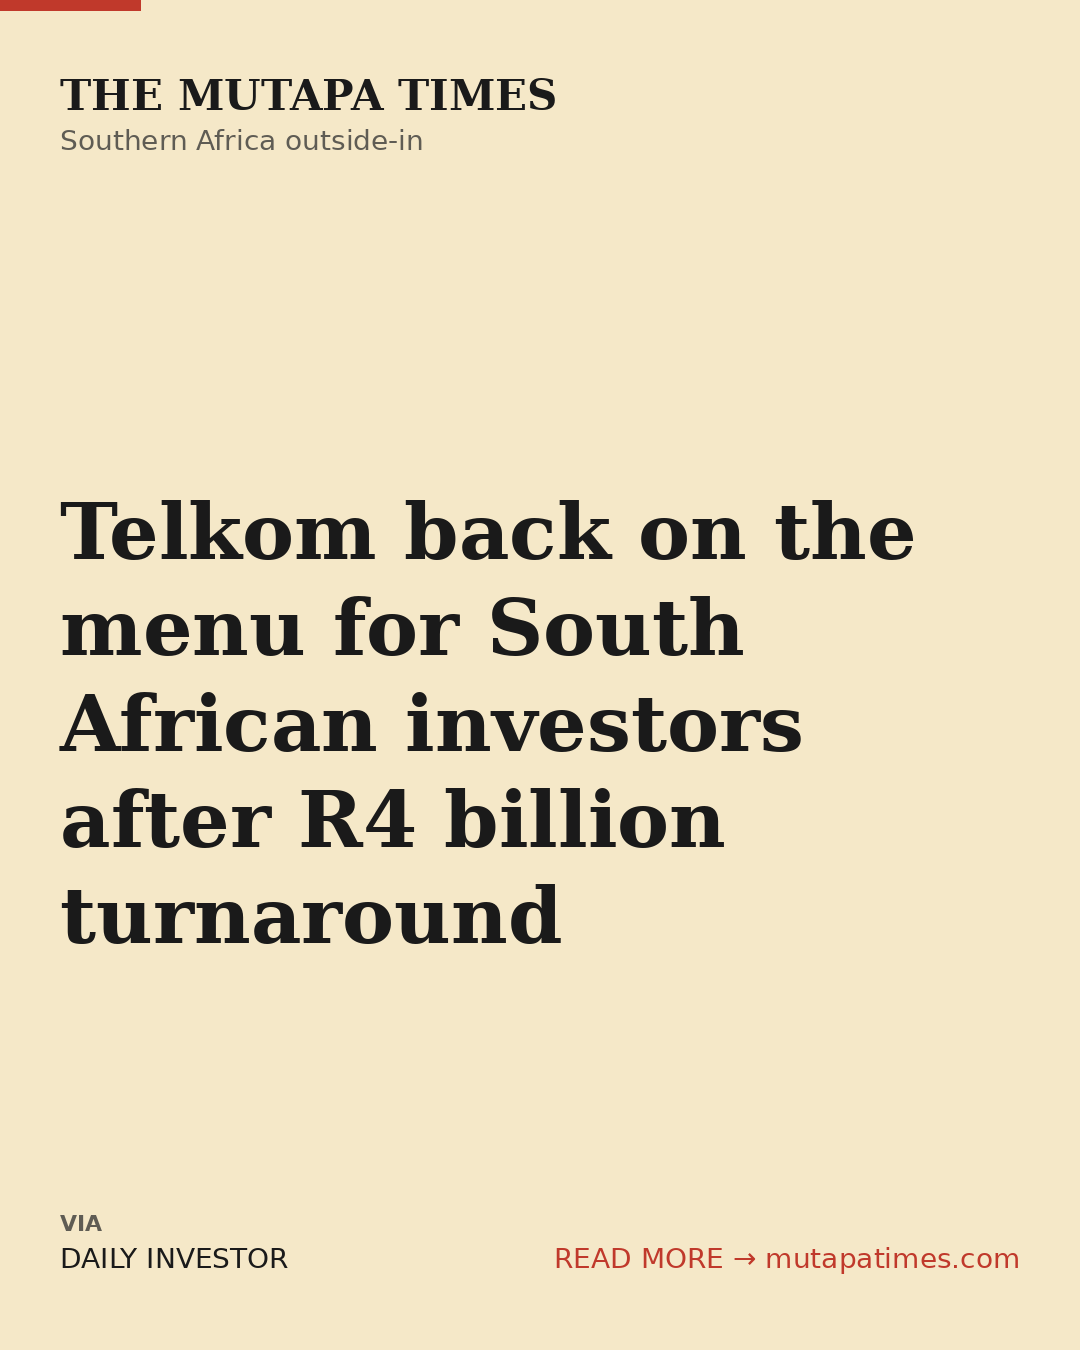 THE MUTAPA TIMES
Southern Africa outside-in
Telkom back on the
menu for South
African investors
after R4 billion
turnaround
VIA
DAILY INVESTOR
READ MORE → mutapatimes.com